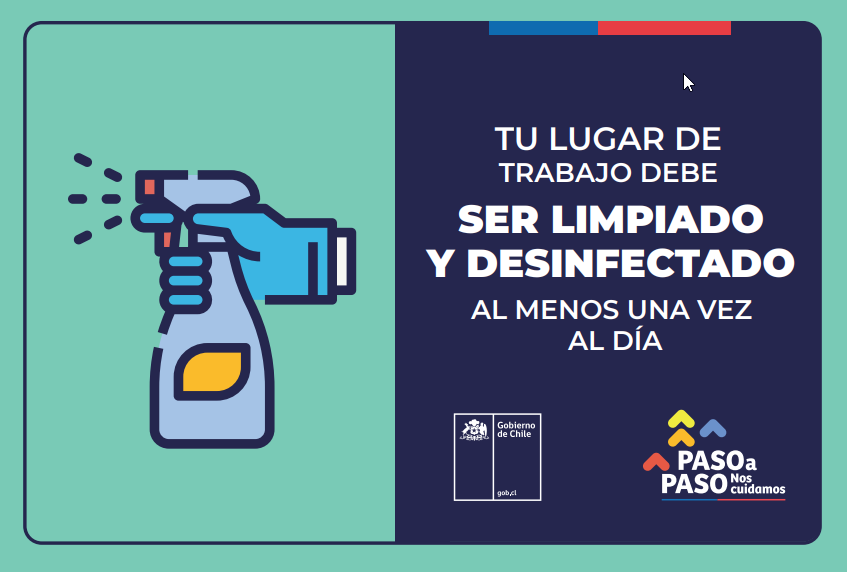 TU LUGAR DE
TRABAJO DEBE
SER LIMPIADO
Y DESINFECTADO
AL MENOS UNA VEZ
AL DÍA
Gobierno
de Chile
gob.cl
PASO a
PASO Nos
cuidamos